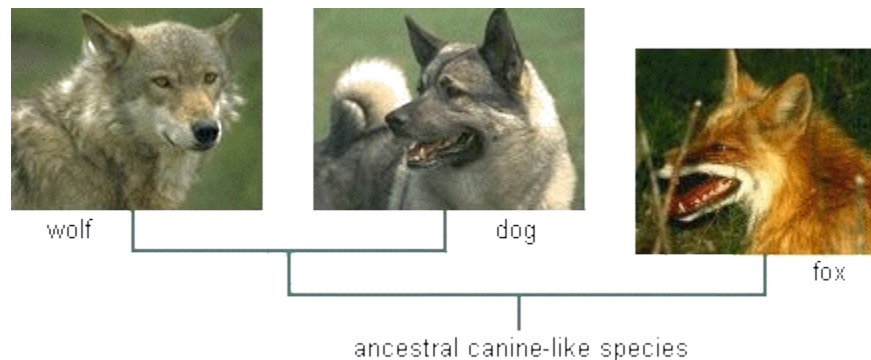 wolf
dog
fox
ancestral canine-like species